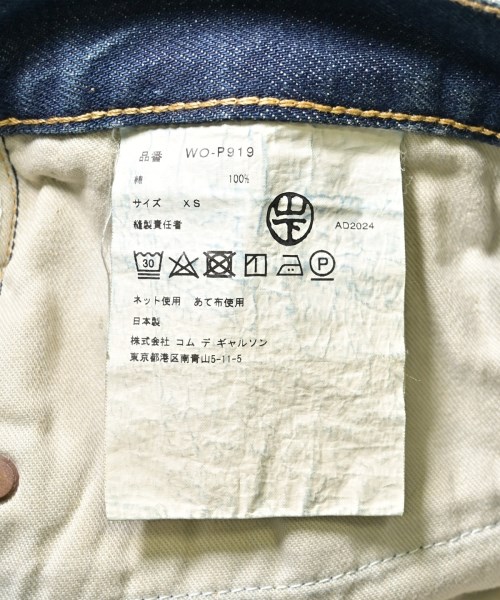 品番 WO-P919
綿 100%
サイズ XS
縫製責任者 山下 AD2024
30 P
ネット使用 あて布使用
日本製
株式会社 コム デ ギャルソン
東京都港区南青山5-11-5